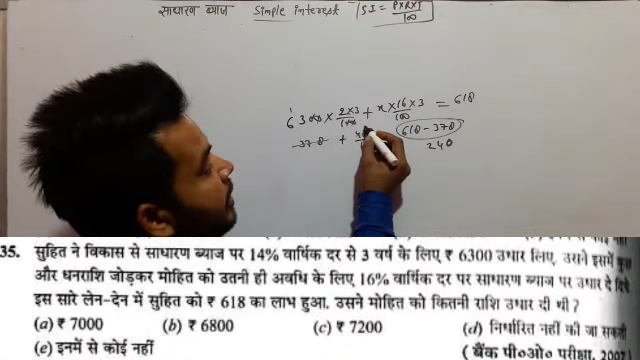 साधारण ब्याज Simple interest SI = P×R×T/100
6300 × 2×3/100 + x×16×3/100 = 618
378 + 618 - 378
240
35. सुहित ने विकास से साधारण ब्याज पर 14% वार्षिक दर से 3 वर्ष के लिए ₹ 6300 उधार लिए, उसने इसमें कुछ
और धनराशि जोड़कर मोहित को उतनी ही अवधि के लिए 16% वार्षिक दर पर साधारण ब्याज पर उधार दे दिये
इस सारे लेन-देन में सुहित को ₹ 618 का लाभ हुआ, उसने मोहित को कितनी राशि उधार दी थी ?
(a) ₹ 7000 (b) ₹ 6800 (c) ₹ 7200 (d) निर्धारित नहीं की जा सकती
(e) इनमें से कोई नहीं ( बैंक पी०ओ० परीक्षा,